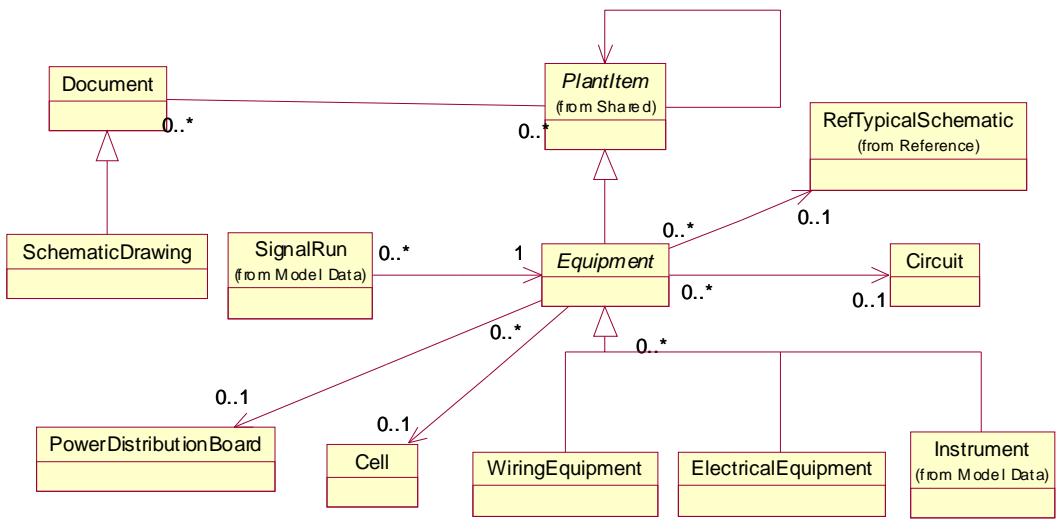 Document
PlantItem
(from Shared)
0..*
0..*
RefTypicalSchematic
(from Reference)
0..*
0..1
SchematicDrawing
SignalRun
(from Model Data)
0..*
1
Equipment
0..*
0..1
Circuit
0..*
0..*
0..1
0..1
PowerDistributionBoard
Cell
WiringEquipment
ElectricalEquipment
Instrument
(from Model Data)